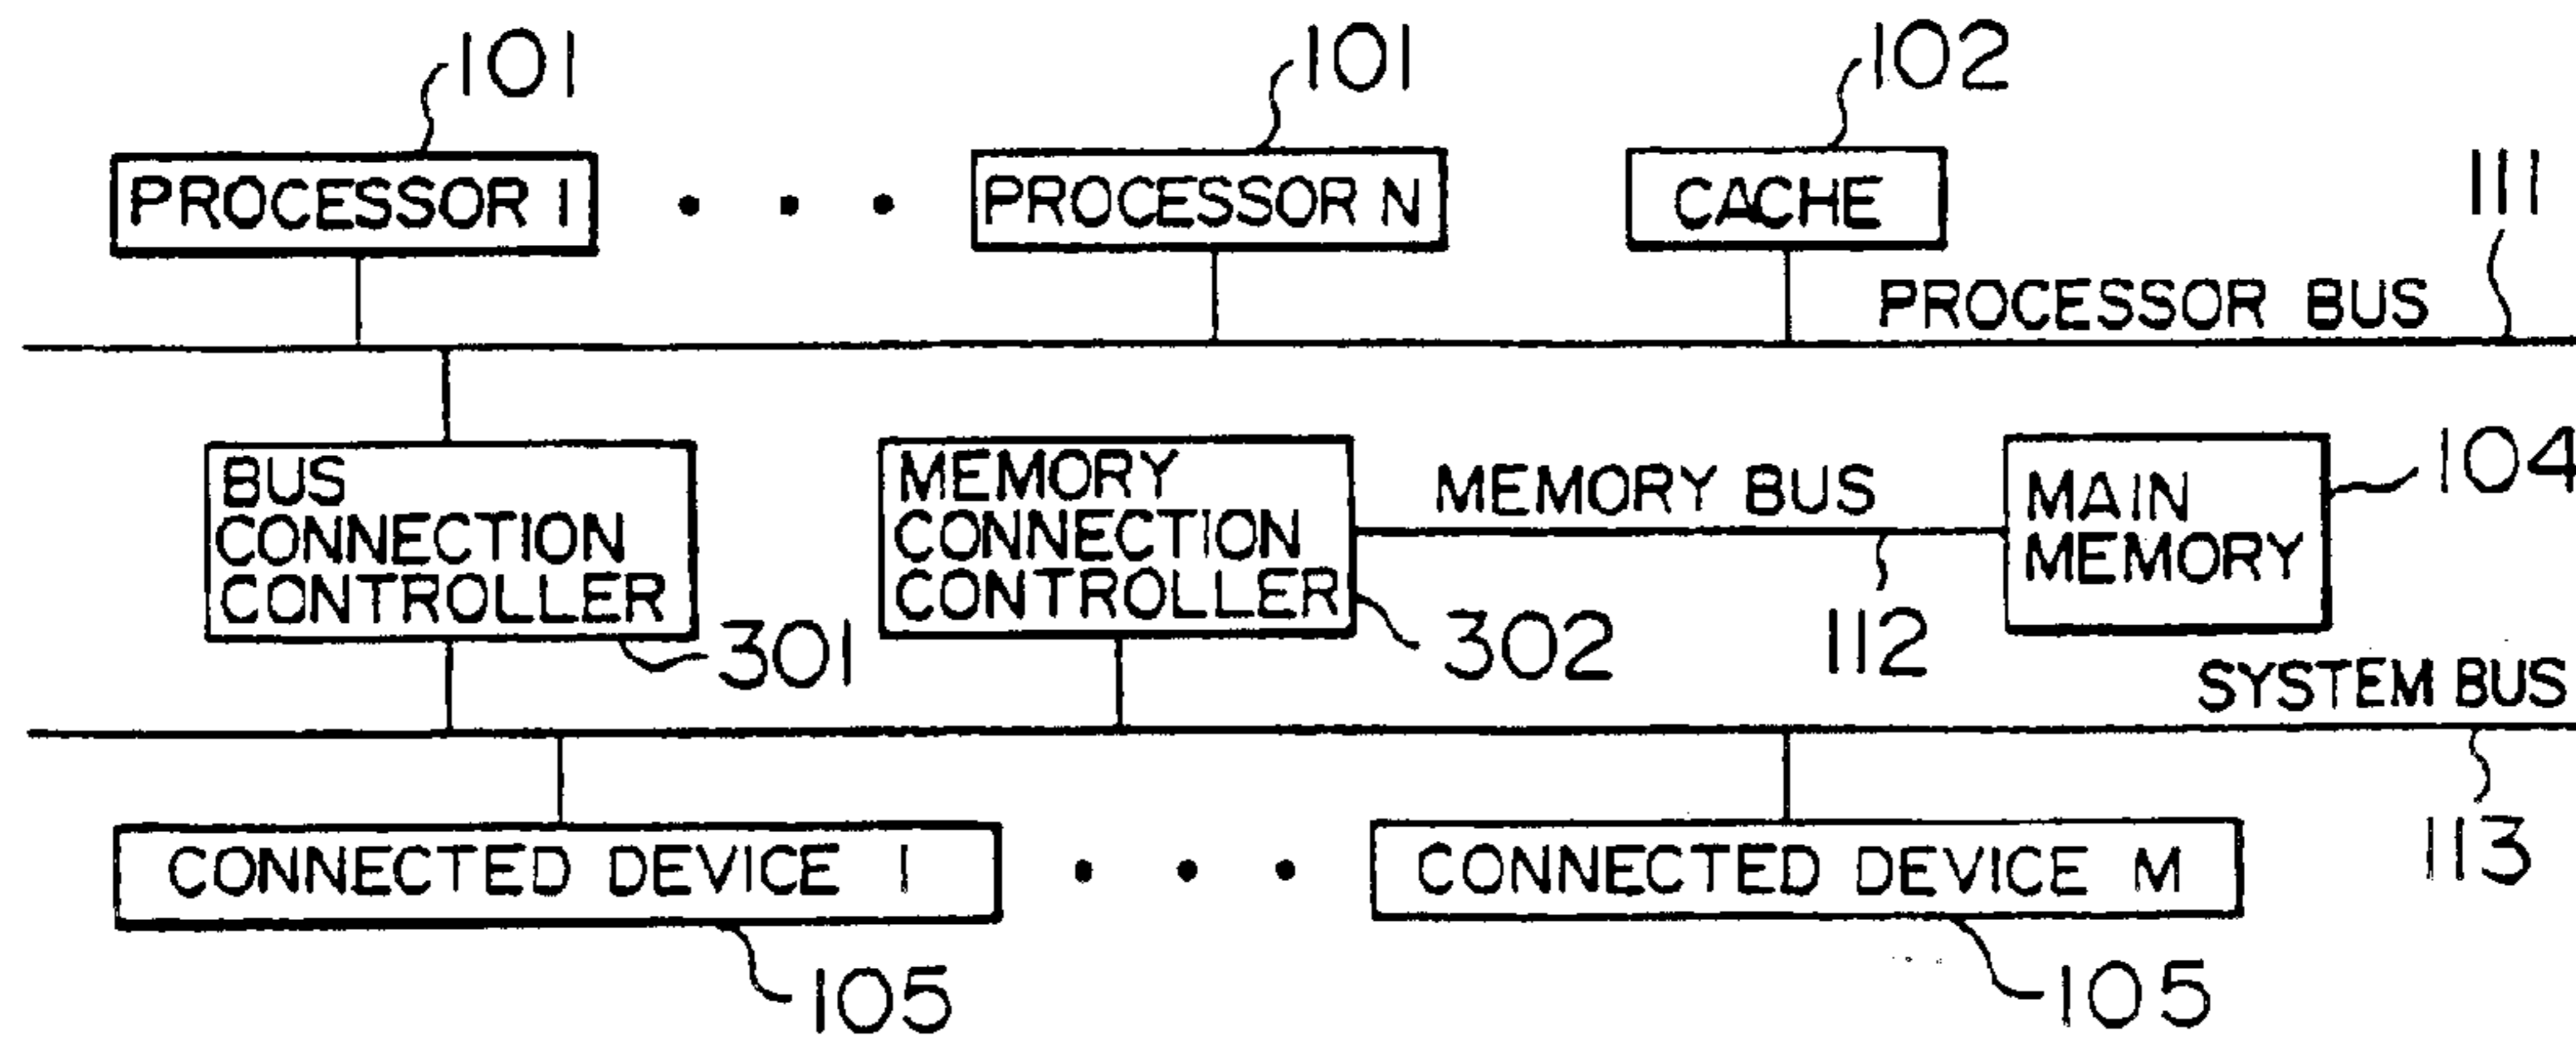 101
101
102
PROCESSOR 1
• • •
PROCESSOR N
CACHE
111
PROCESSOR BUS
BUS
CONNECTION
CONTROLLER
301
MEMORY
CONNECTION
CONTROLLER
302
MEMORY BUS
112
MAIN
MEMORY
104
SYSTEM BUS
113
CONNECTED DEVICE 1
• • •
CONNECTED DEVICE M
105
105